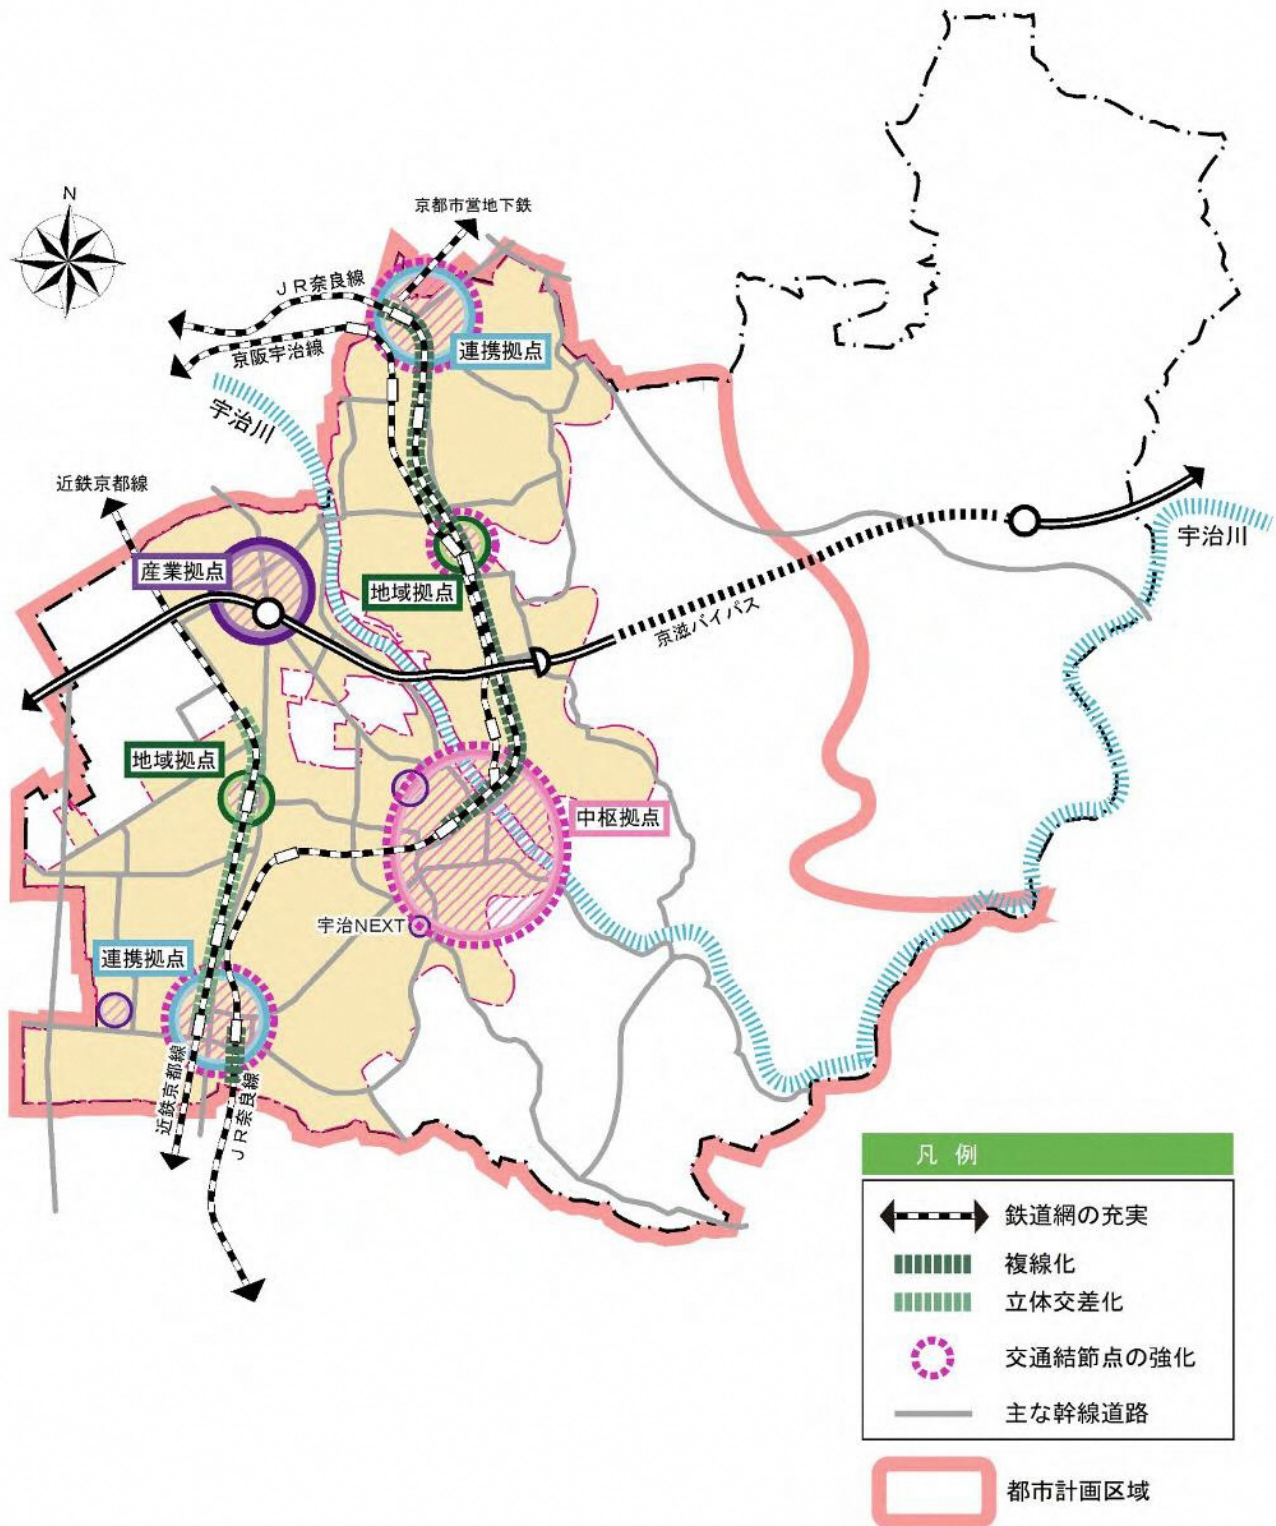 N
京都市営地下鉄
JR奈良線
京阪宇治線
連携拠点
宇治川
近鉄京都線
宇治川
産業拠点
地域拠点
京滋バイパス
地域拠点
中枢拠点
宇治NEXT
連携拠点
近鉄京都線
JR奈良線
凡 例
鉄道網の充実
複線化
立体交差化
交通結節点の強化
主な幹線道路
都市計画区域